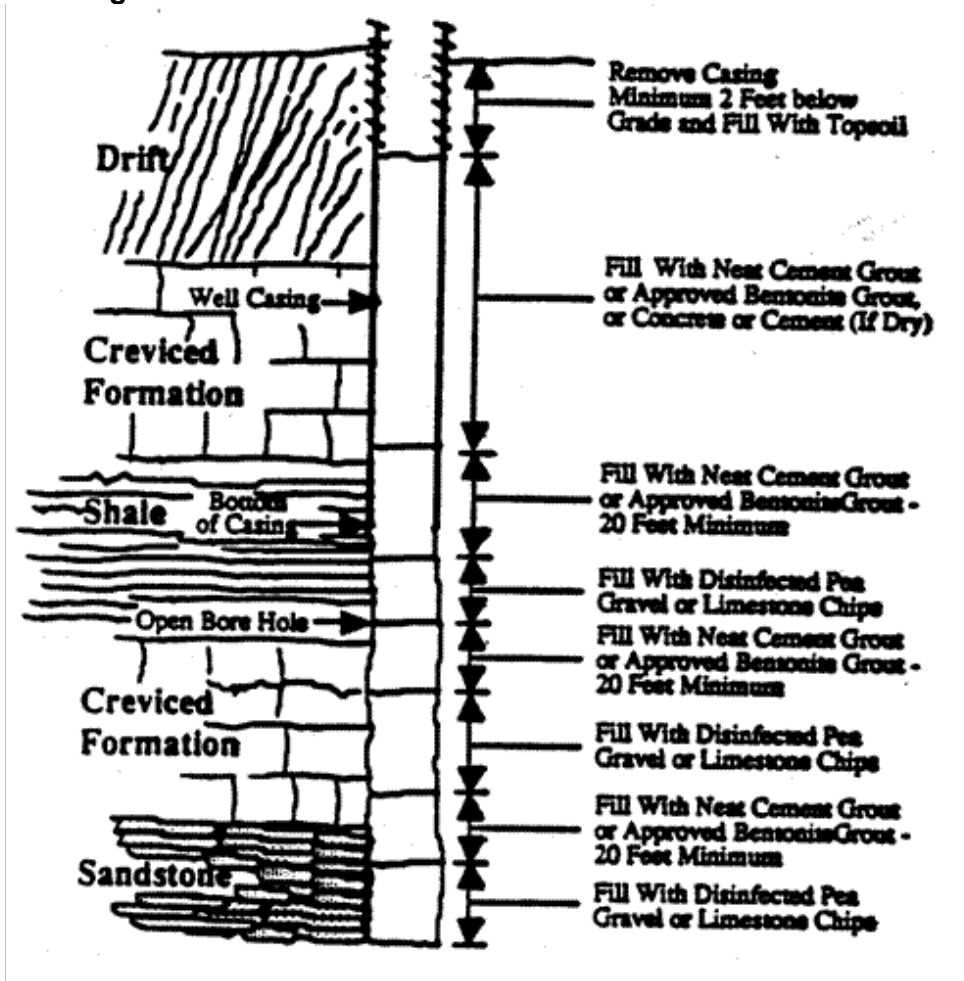 Remove Casing
Minimum 2 Feet below
Grade and Fill With Topsoil
Drift
Fill With Neat Cement Grout
or Approved Bentonite Grout,
or Concrete or Cement (If Dry)
Well Casing
Creviced
Formation
Fill With Neat Cement Grout
or Approved BentoniteGrout -
20 Feet Minimum
Shale
Bottom
of Casing
Fill With Disinfected Pea
Gravel or Limestone Chips
Open Bore Hole
Fill With Neat Cement Grout
or Approved Bentonite Grout -
20 Feet Minimum
Creviced
Formation
Fill With Disinfected Pea
Gravel or Limestone Chips
Fill With Neat Cement Grout
or Approved BentoniteGrout -
20 Feet Minimum
Sandstone
Fill With Disinfected Pea
Gravel or Limestone Chips